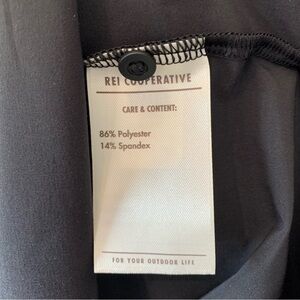 REI COOPERATIVE
CARE & CONTENT:
86% Polyester
14% Spandex
FOR YOUR OUTDOOR LIFE